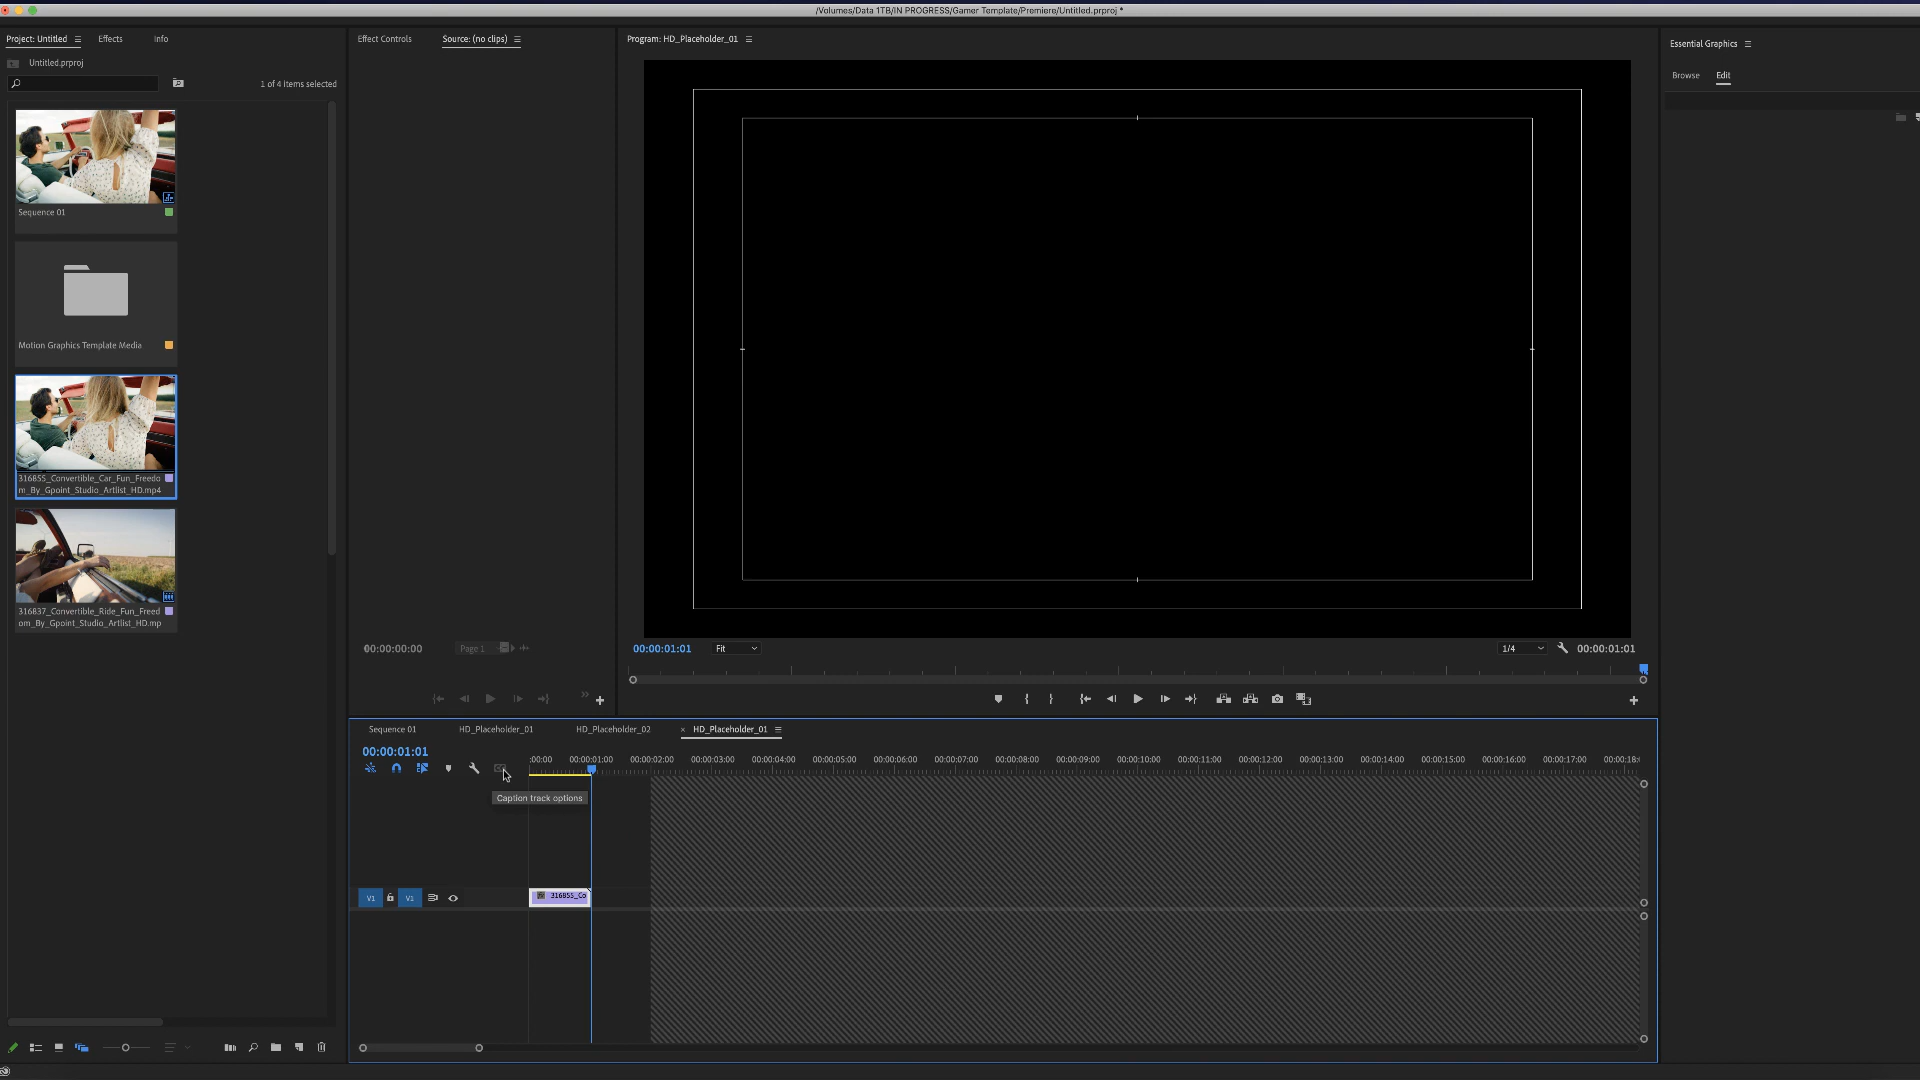 /Volumes/Data 1TB/IN PROGRESS/Gamer Template/Premiere/Untitled.prproj *
Project: Untitled
Effects
Info
Effect Controls
Source: (no clips)
Program: HD_Placeholder_01
Essential Graphics
Untitled.prproj
Browse
Edit
1 of 4 items selected
Sequence 01
Motion Graphics Template Media
316855_Convertible_Car_Fun_Freedo
m_By_Gpoint_Studio_Artlist_HD.mp4
316837_Convertible_Ride_Fun_Freed
om_By_Gpoint_Studio_Artlist_HD.mp
00:00:00:00
Page 1
00:00:01:01
Fit
1/4
00:00:01:01
Sequence 01
HD_Placeholder_01
HD_Placeholder_02
× HD_Placeholder_01
00:00:01:01
:00:00
00:00:01:00
00:00:02:00
00:00:03:00
00:00:04:00
00:00:05:00
00:00:06:00
00:00:07:00
00:00:08:00
00:00:09:00
00:00:10:00
00:00:11:00
00:00:12:00
00:00:13:00
00:00:14:00
00:00:15:00
00:00:16:00
00:00:17:00
00:00:18:
Caption track options
V1
V1
316855_Co